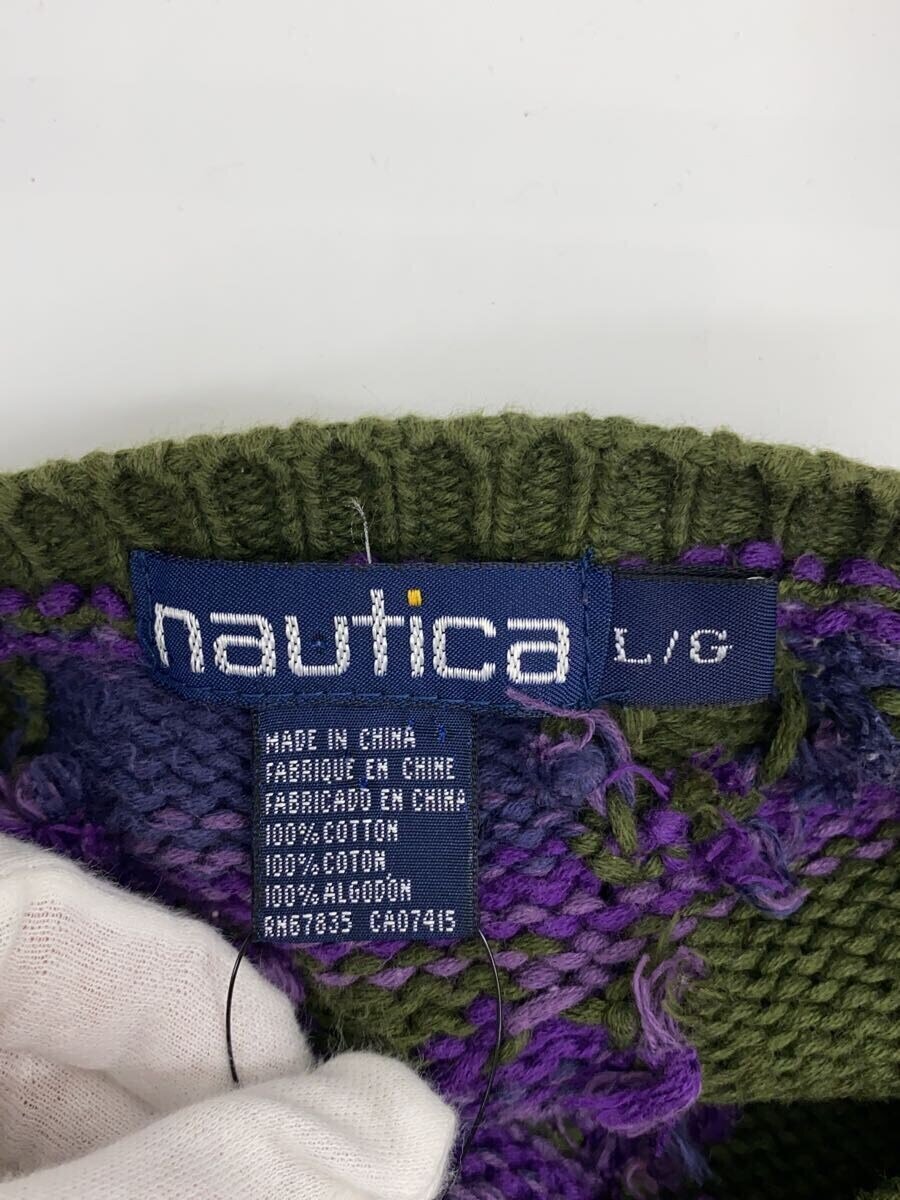 nautica
L/G
MADE IN CHINA
FABRIQUE EN CHINE
FABRICADO EN CHINA
100%COTTON
100%COTON
100%ALGODON
RN67835 CA07415